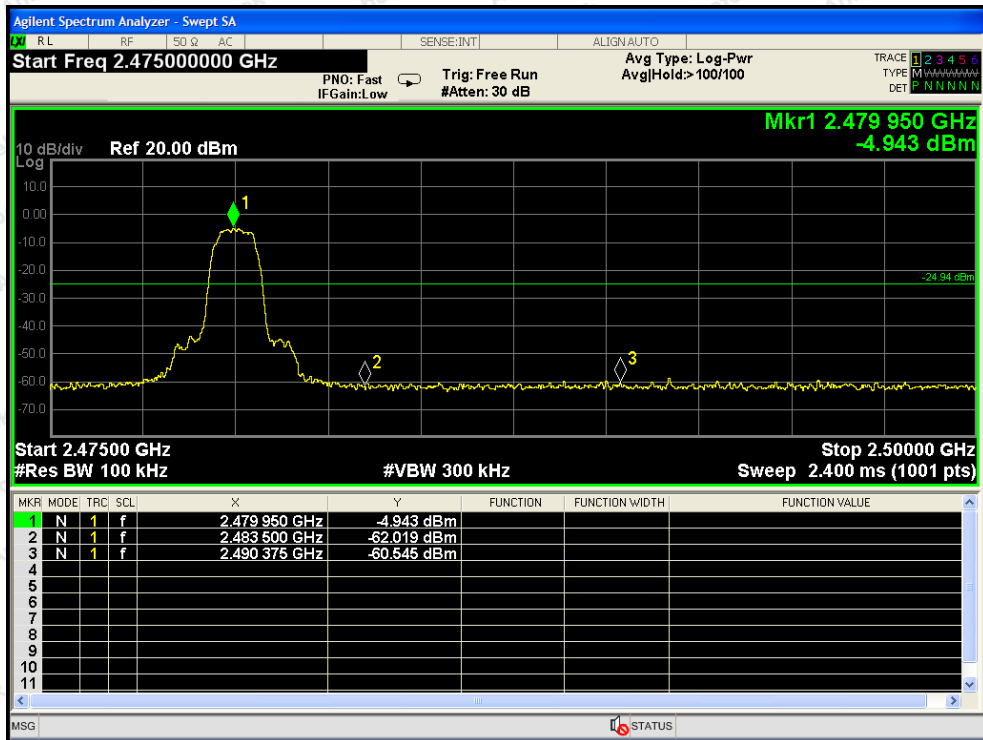 Agilent Spectrum Analyzer - Swept SA
LXI RL RF 50 Ω AC SENSE:INT ALIGNAUTO
Start Freq 2.475000000 GHz
PNO: Fast
IFGain:Low
Trig: Free Run
#Atten: 30 dB
Avg Type: Log-Pwr
Avg|Hold:> 100/100
TRACE 1 2 3 4 5 6
TYPE M WWWWW
DET P N N N N N
Mkr1 2.479 950 GHz
-4.943 dBm
10 dB/div Ref 20.00 dBm
Log
10.0
0.00
-10.0
-20.0
-30.0
-40.0
-50.0
-60.0
-70.0
1
-24.94 dBm
2
3
Start 2.47500 GHz Stop 2.50000 GHz
#Res BW 100 kHz #VBW 300 kHz Sweep 2.400 ms (1001 pts)
MKR MODE TRC SCL X Y FUNCTION FUNCTION WIDTH FUNCTION VALUE
1 N 1 f 2.479 950 GHz -4.943 dBm
2 N 1 f 2.483 500 GHz -62.019 dBm
3 N 1 f 2.490 375 GHz -60.545 dBm
4
5
6
7
8
9
10
11
MSG STATUS